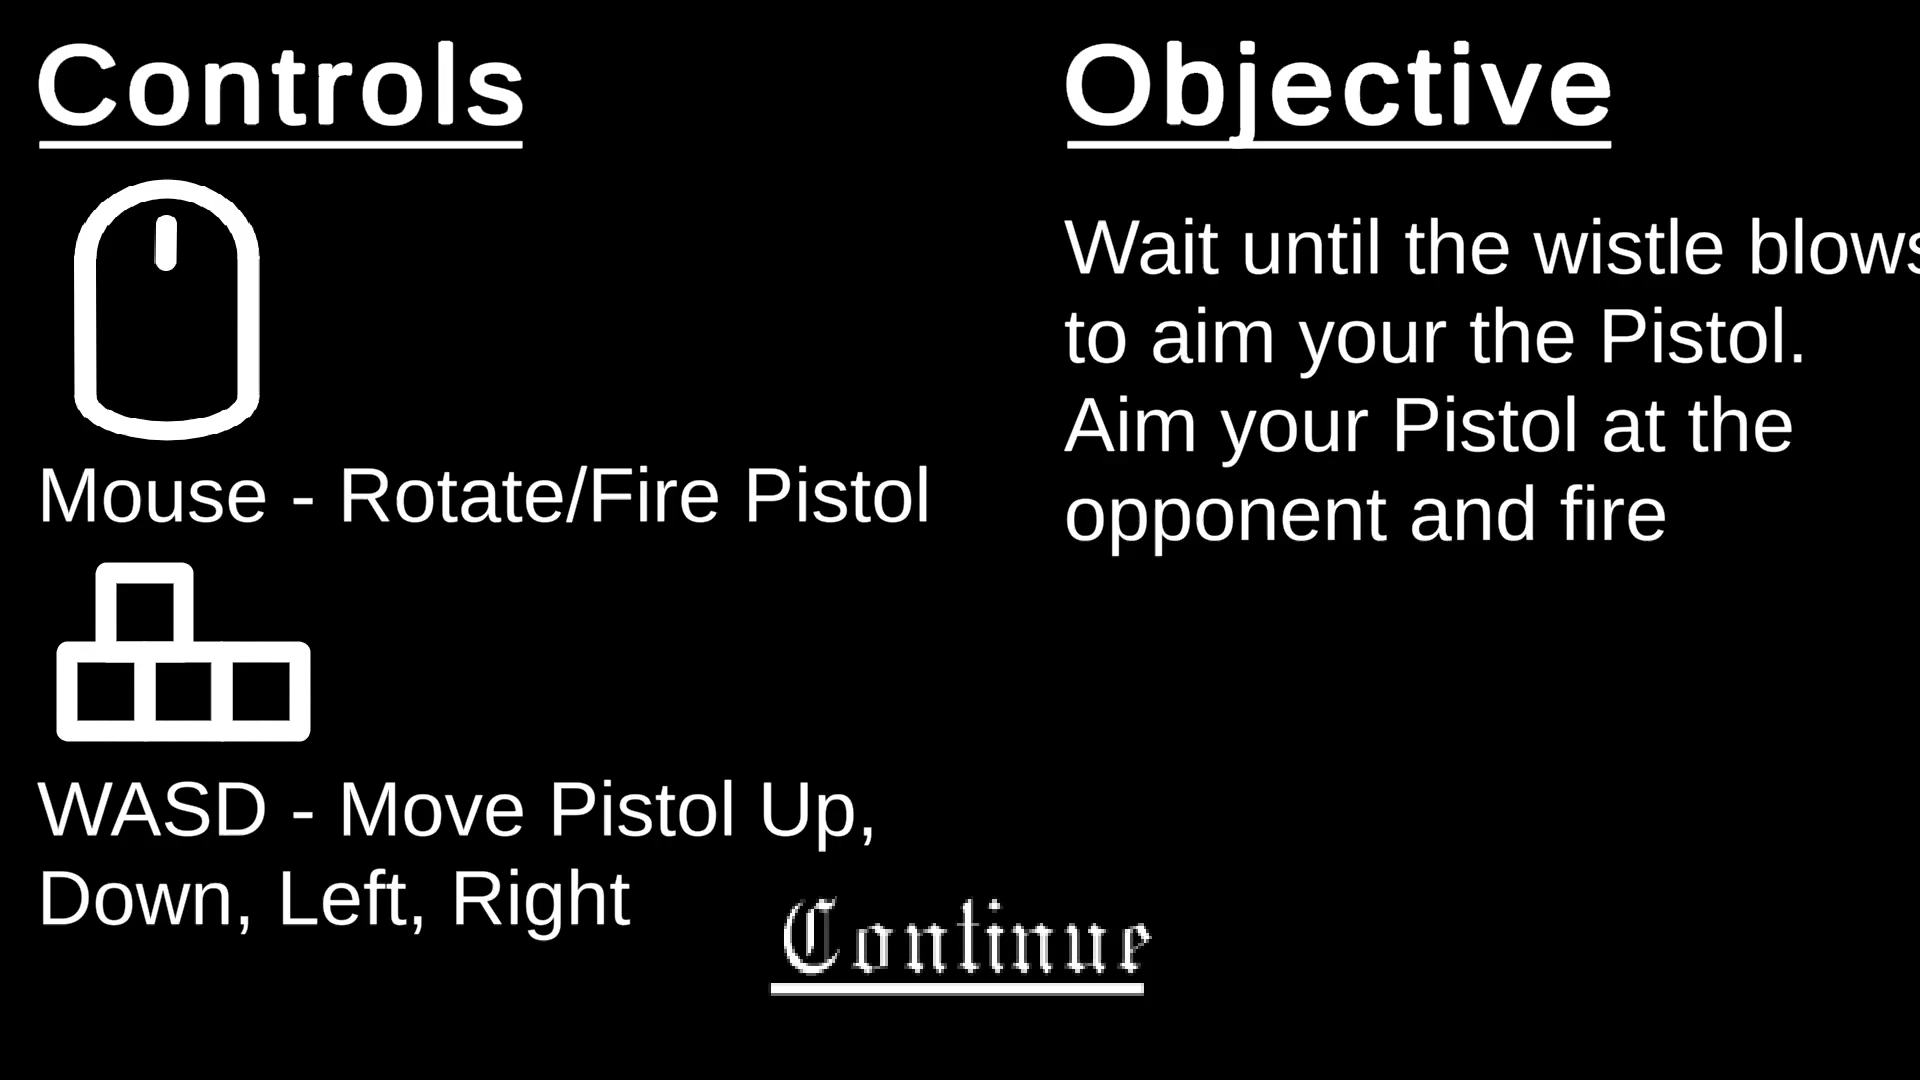 Controls
Mouse - Rotate/Fire Pistol
WASD - Move Pistol Up,
Down, Left, Right
Objective
Wait until the wistle blows
to aim your the Pistol.
Aim your Pistol at the
opponent and fire
Continue